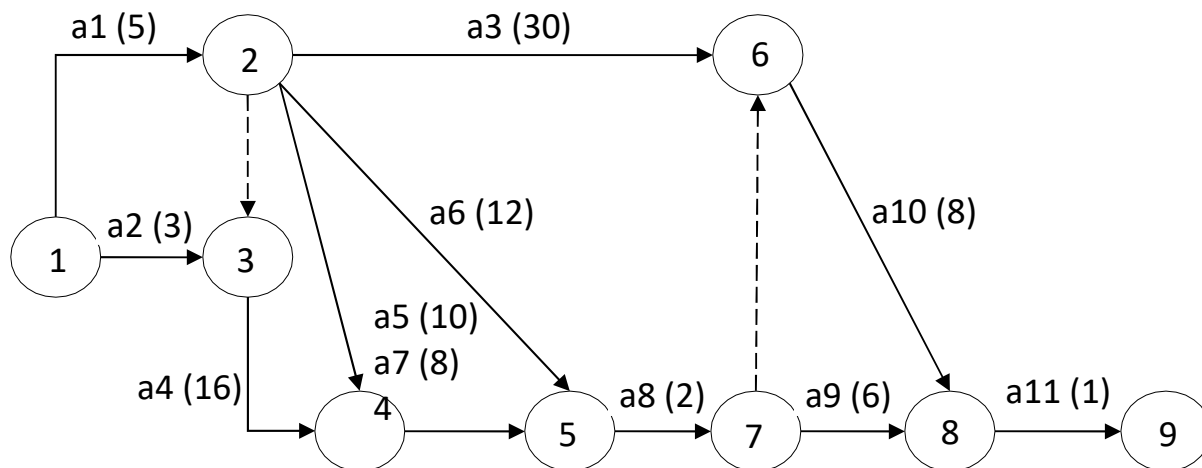 a1 (5)
a3 (30)
2
6
a6 (12)
a10 (8)
a2 (3)
1
3
a5 (10)
a7 (8)
a4 (16)
4
a8 (2)
a9 (6)
a11 (1)
5
7
8
9